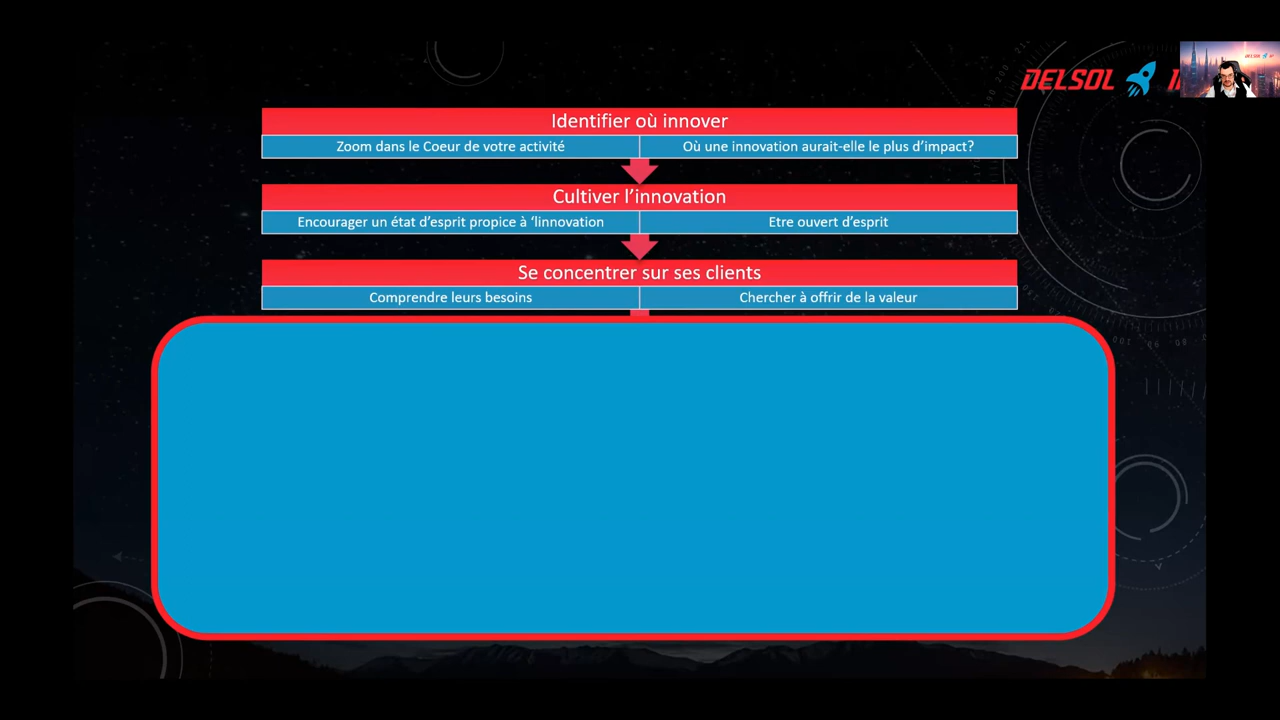 DELSOL
Identifier où innover
Zoom dans le Coeur de votre activité
Où une innovation aurait-elle le plus d'impact?
Cultiver l'innovation
Encourager un état d'esprit propice à 'linnovation
Etre ouvert d'esprit
Se concentrer sur ses clients
Comprendre leurs besoins
Chercher à offrir de la valeur